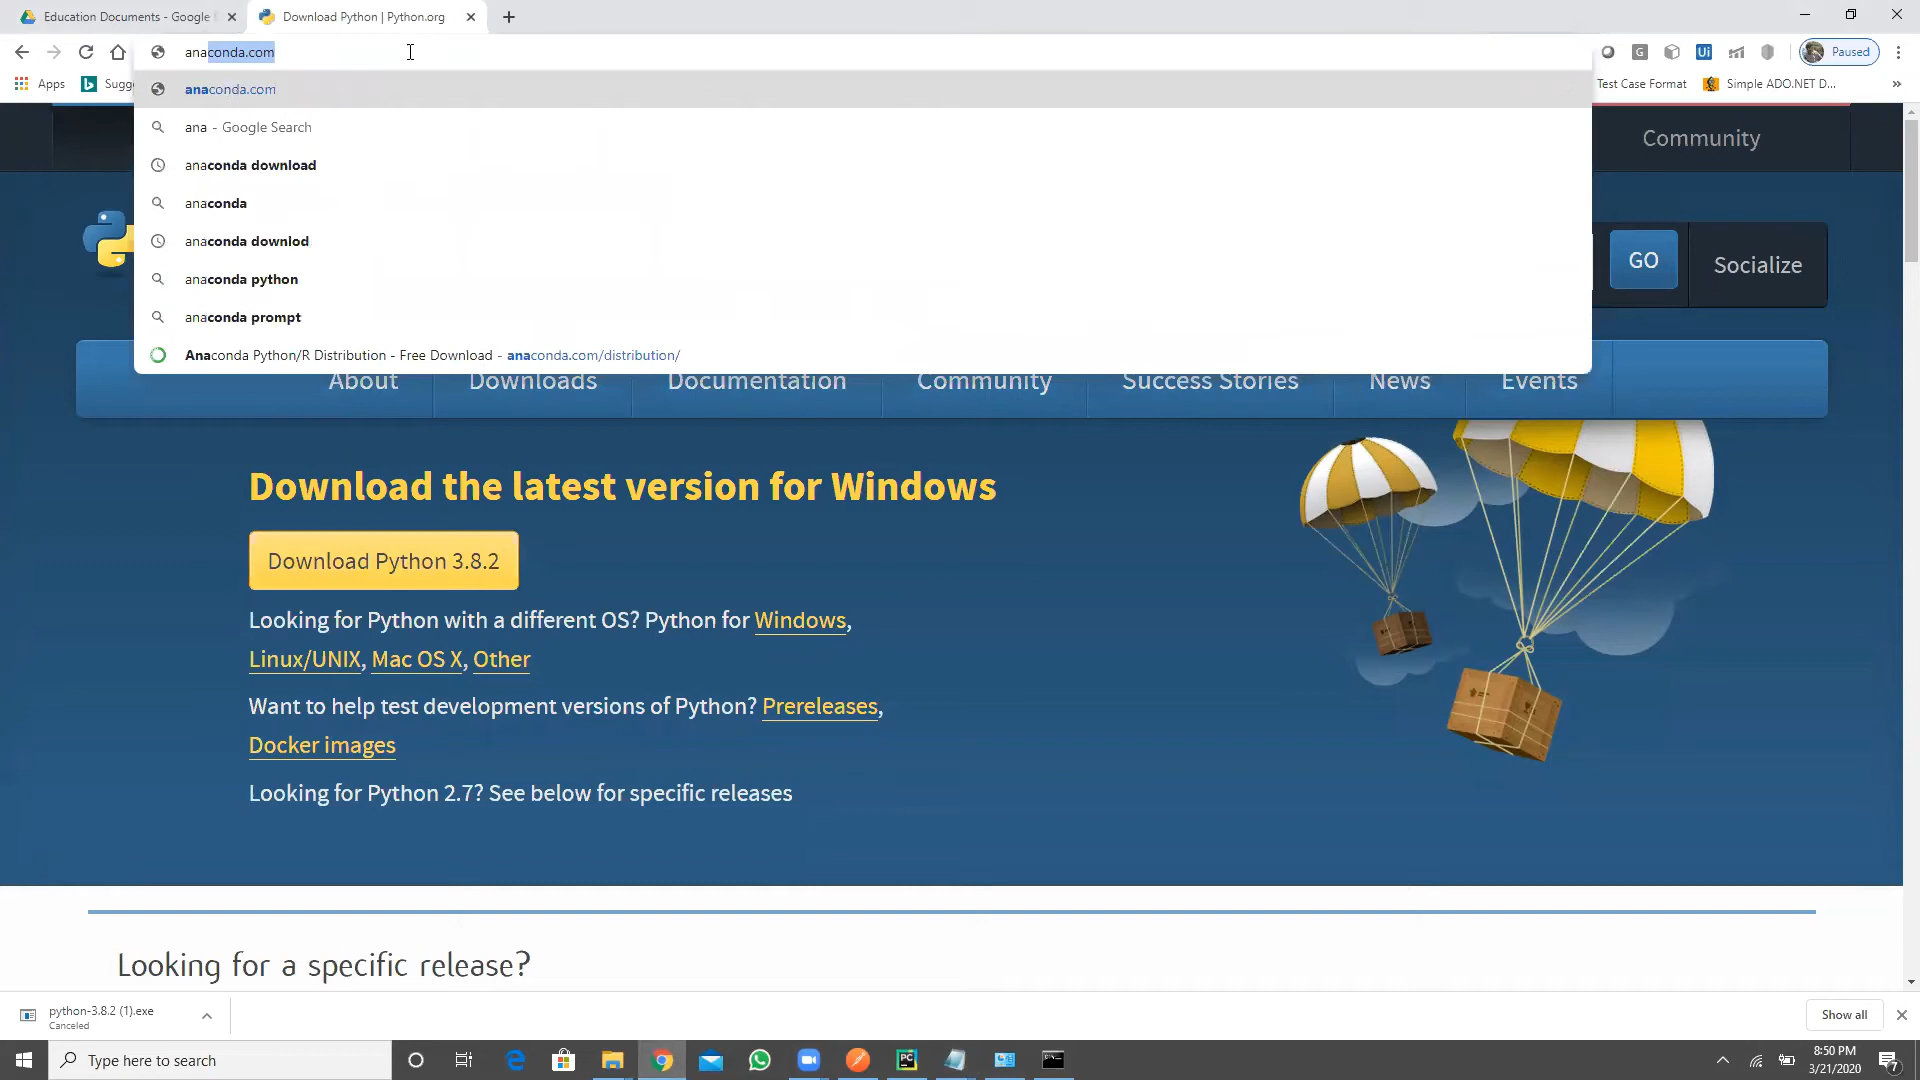 Education Documents - Google
Download Python | Python.org
anaconda.com
Paused
Apps
Sugg
Test Case Format
Simple ADO.NET D...
»
anaconda.com
ana - Google Search
anaconda download
anaconda
anaconda downlod
anaconda python
anaconda prompt
Anaconda Python/R Distribution - Free Download - anaconda.com/distribution/
Community
GO
Socialize
About
Downloads
Documentation
Community
Success Stories
News
Events
Download the latest version for Windows
Download Python 3.8.2
Looking for Python with a different OS? Python for Windows,
Linux/UNIX, Mac OS X, Other
Want to help test development versions of Python? Prereleases,
Docker images
Looking for Python 2.7? See below for specific releases
Looking for a specific release?
python-3.8.2 (1).exe
Canceled
Show all
Type here to search
8:50 PM
3/21/2020
7